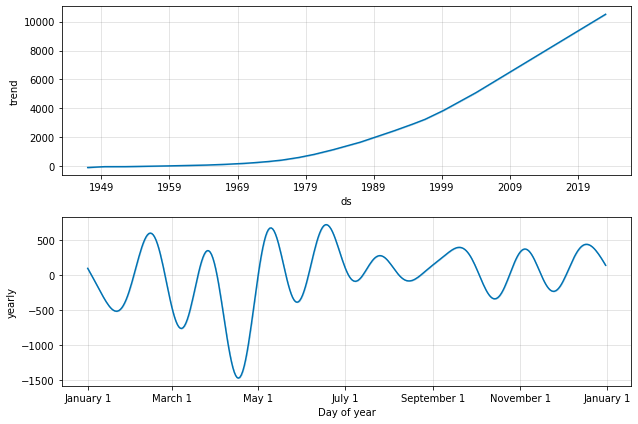 10000
8000
6000
4000
2000
0
trend
1949 1959 1969 1979 1989 1999 2009 2019
ds
500
0
−500
−1000
−1500
yearly
January 1 March 1 May 1 July 1 September 1 November 1 January 1
Day of year